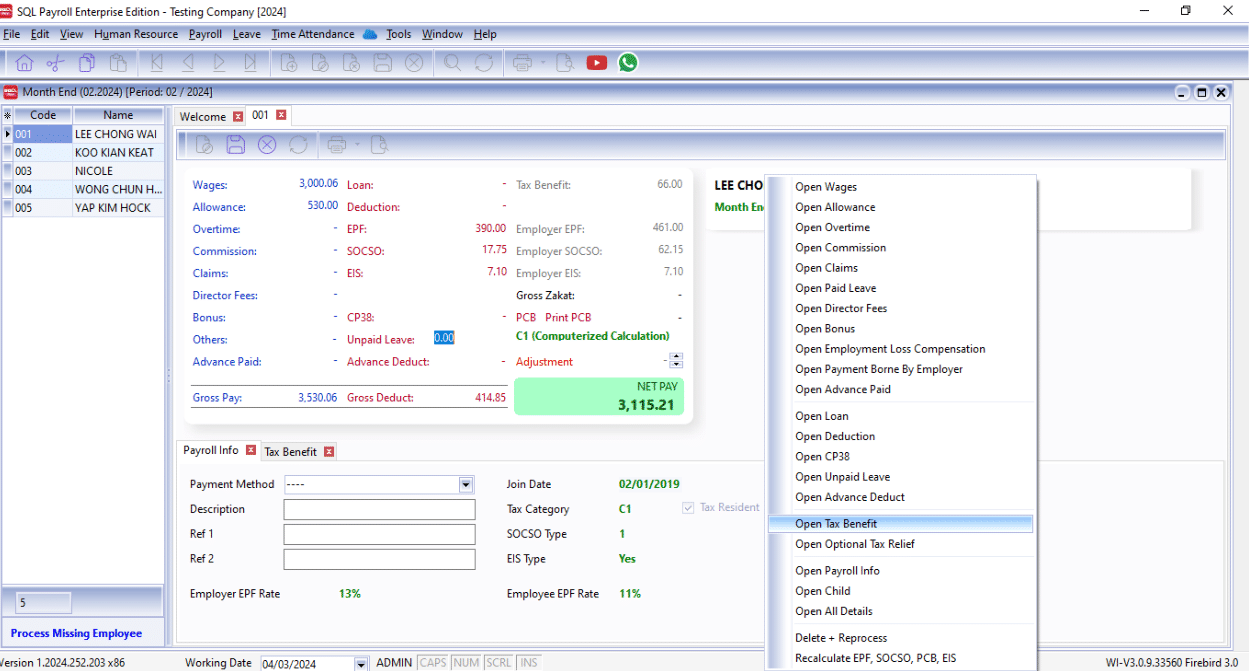 SQL Payroll Enterprise Edition - Testing Company [2024]
File Edit View Human Resource Payroll Leave Time Attendance Tools Window Help
Month End (02.2024) [Period: 02 / 2024]
Code Name
001 LEE CHONG WAI
002 KOO KIAN KEAT
003 NICOLE
004 WONG CHUN H...
005 YAP KIM HOCK
5
Process Missing Employee
Welcome 001
Wages: 3,000.06 Loan: - Tax Benefit: 66.00
Allowance: 530.00 Deduction: -
Overtime: - EPF: 390.00 Employer EPF: 461.00
Commission: - SOCSO: 17.75 Employer SOCSO: 62.15
Claims: - EIS: 7.10 Employer EIS: 7.10
Director Fees: - Gross Zakat: -
Bonus: - CP38: - PCB Print PCB -
Others: - Unpaid Leave: 0.00 C1 (Computerized Calculation)
Advance Paid: - Advance Deduct: - Adjustment -
Gross Pay: 3,530.06 Gross Deduct: 414.85 NET PAY
3,115.21
LEE CHO
Month En
Payroll Info Tax Benefit
Payment Method ---- Join Date 02/01/2019
Description Tax Category C1 Tax Resident
Ref 1 SOCSO Type 1
Ref 2 EIS Type Yes
Employer EPF Rate 13% Employee EPF Rate 11%
Open Wages
Open Allowance
Open Overtime
Open Commission
Open Claims
Open Paid Leave
Open Director Fees
Open Bonus
Open Employment Loss Compensation
Open Payment Borne By Employer
Open Advance Paid
Open Loan
Open Deduction
Open CP38
Open Unpaid Leave
Open Advance Deduct
Open Tax Benefit
Open Optional Tax Relief
Open Payroll Info
Open Child
Open All Details
Delete + Reprocess
Recalculate EPF, SOCSO, PCB, EIS
Version 1.2024.252.203 x86 Working Date 04/03/2024 ADMIN CAPS NUM SCRL INS WI-V3.0.9.33560 Firebird 3.0